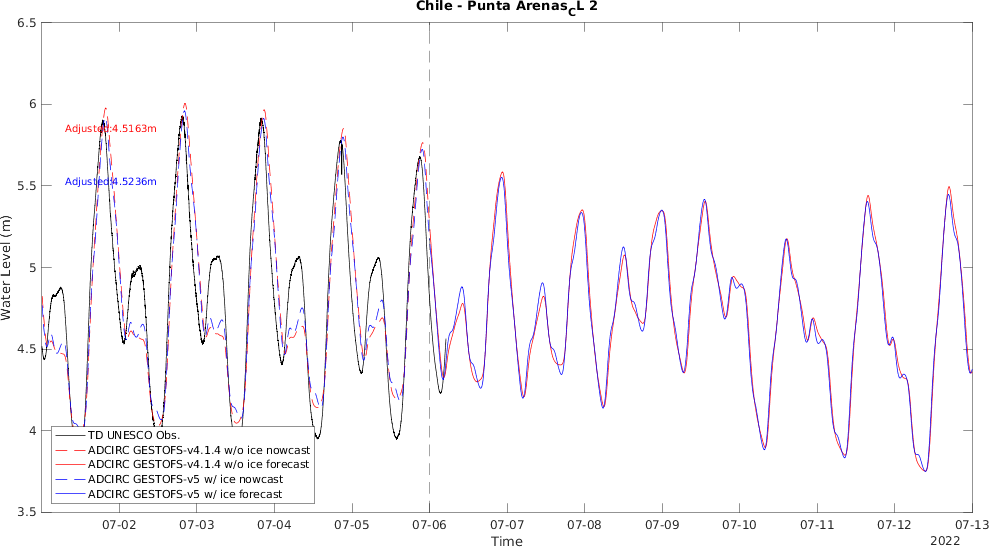 Chile - Punta Arenas_CL 2
6.5
6
5.5
5
4.5
4
3.5
Water Level (m)
Adjusted:4.5163m
Adjusted:4.5236m
TD UNESCO Obs.
ADCIRC GESTOFS-v4.1.4 w/o ice nowcast
ADCIRC GESTOFS-v4.1.4 w/o ice forecast
ADCIRC GESTOFS-v5 w/ ice nowcast
ADCIRC GESTOFS-v5 w/ ice forecast
07-02 07-03 07-04 07-05 07-06 07-07 07-08 07-09 07-10 07-11 07-12 07-13
Time
2022